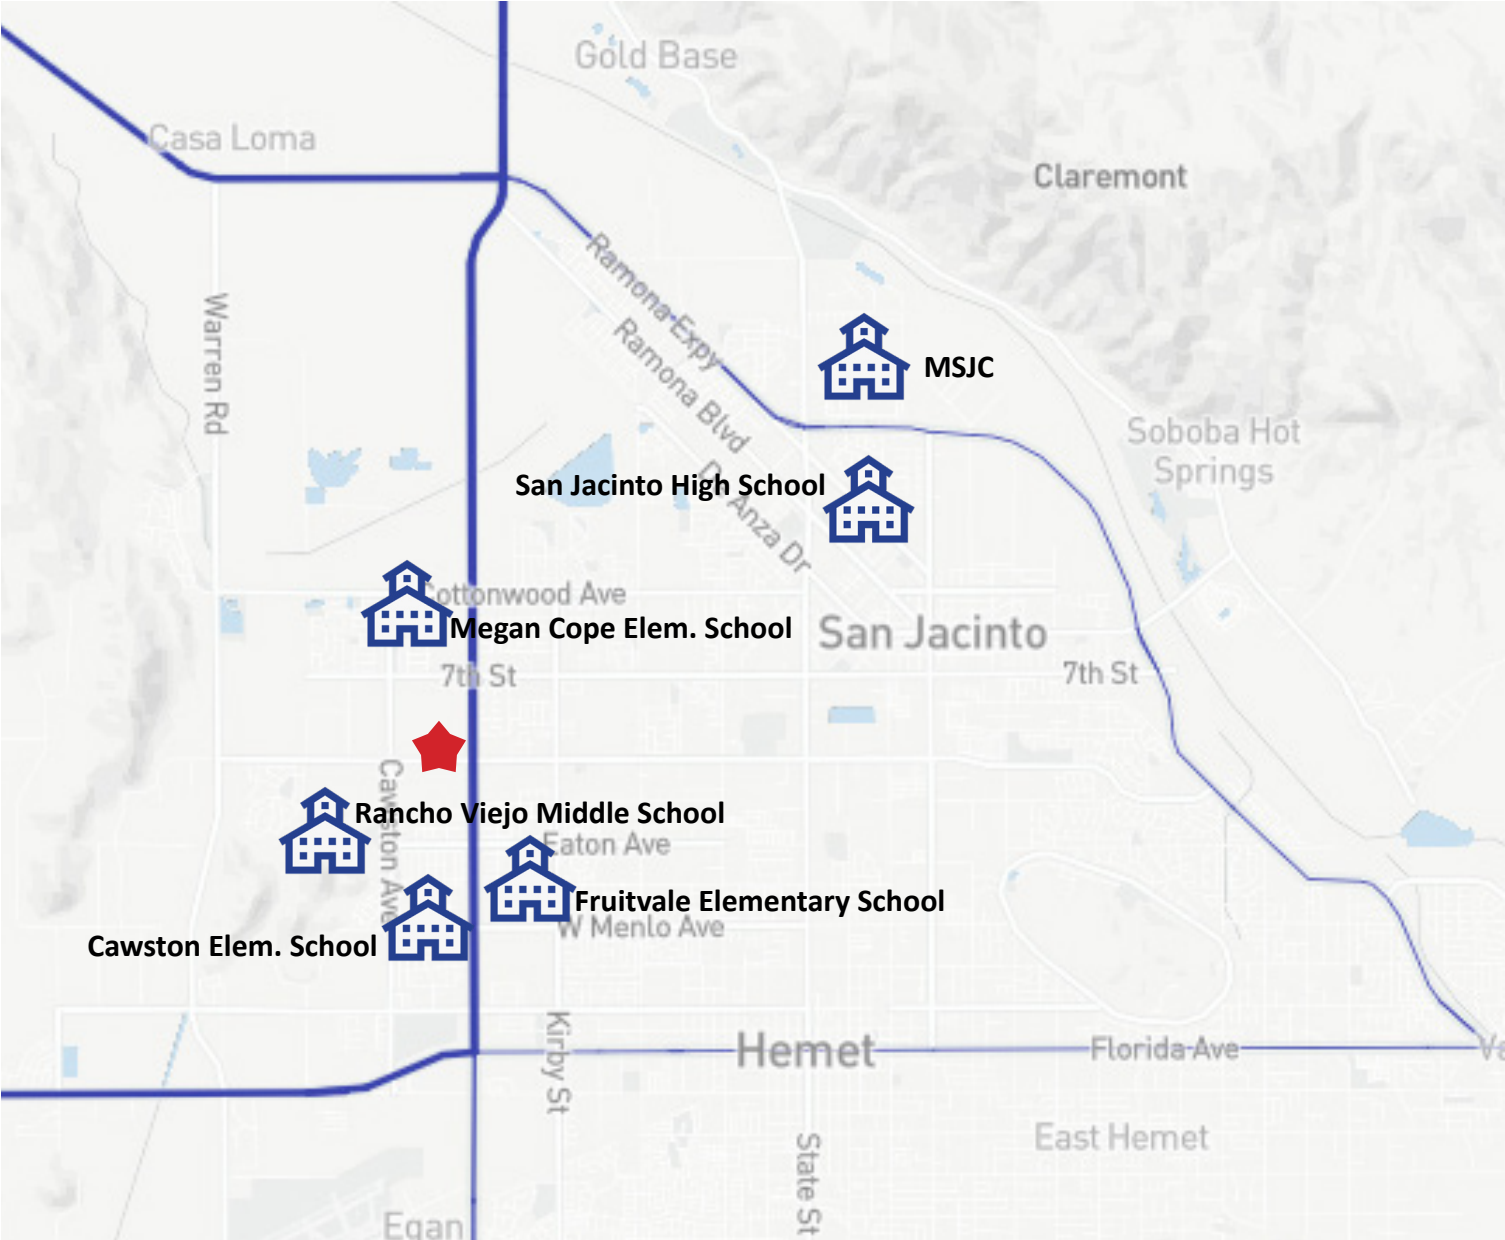 Gold Base
Casa Loma
Claremont
Ramona Expy
Warren Rd
Ramona Blvd
MSJC
Soboba Hot
Springs
San Jacinto High School
De Anza Dr
Cottonwood Ave
Megan Cope Elem. School
San Jacinto
7th St
7th St
Cawston Ave
Rancho Viejo Middle School
Eaton Ave
Fruitvale Elementary School
W Menlo Ave
Cawston Elem. School
Kirby St
Hemet
Florida Ave
East Hemet
State St
Egan